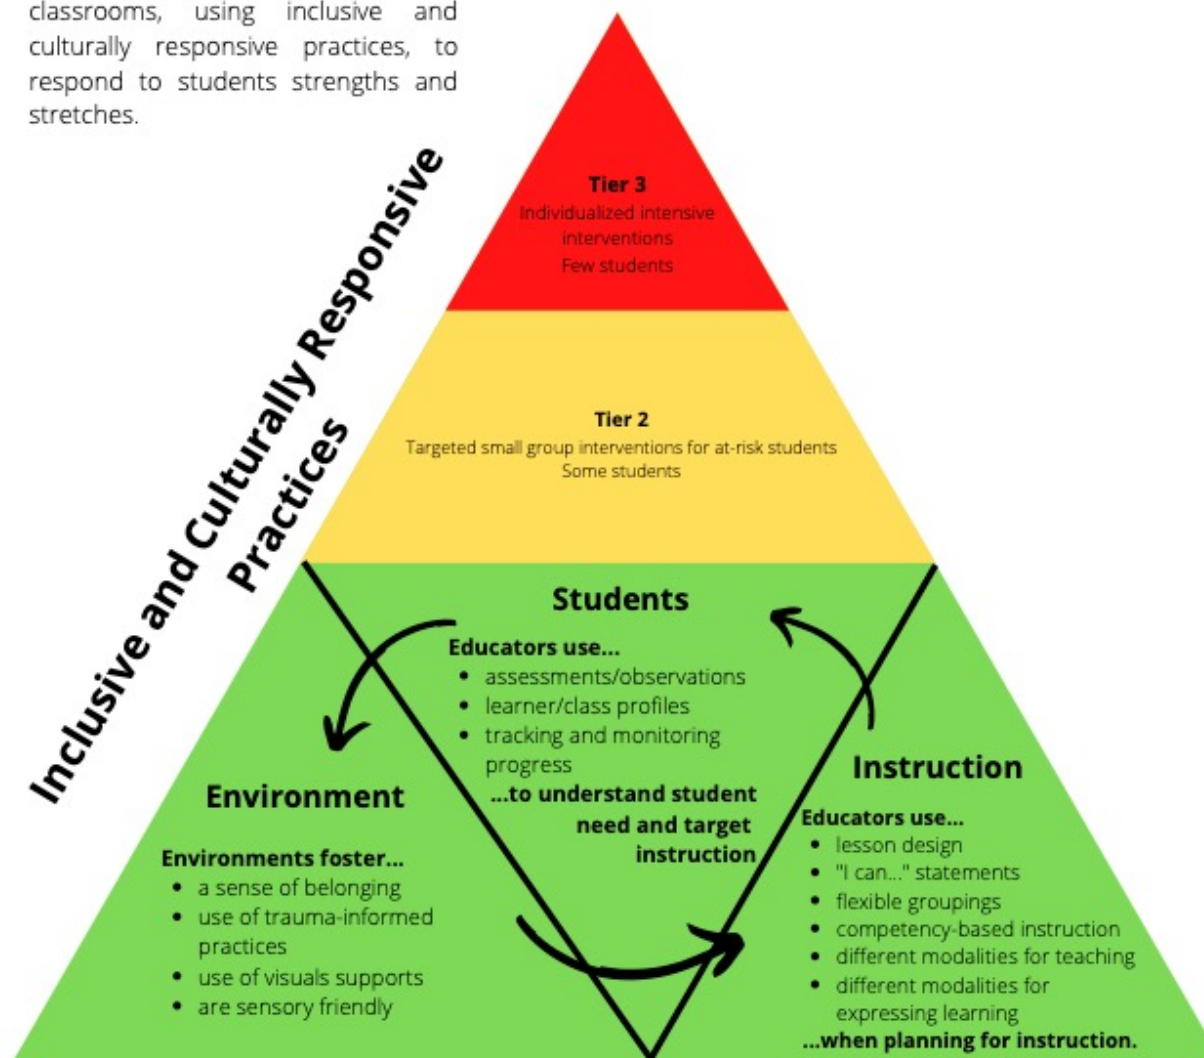 classrooms, using inclusive and
culturally responsive practices, to
respond to students strengths and
stretches.
Inclusive and Culturally Responsive
Practices
Tier 3
Individualized intensive
interventions
Few students
Tier 2
Targeted small group interventions for at-risk students
Some students
Students
Educators use...
• assessments/observations
• learner/class profiles
• tracking and monitoring
progress
...to understand student
need and target
instruction
Environment
Environments foster...
• a sense of belonging
• use of trauma-informed
practices
• use of visuals supports
• are sensory friendly
Instruction
Educators use...
• lesson design
• "I can..." statements
• flexible groupings
• competency-based instruction
• different modalities for teaching
• different modalities for
expressing learning
...when planning for instruction.